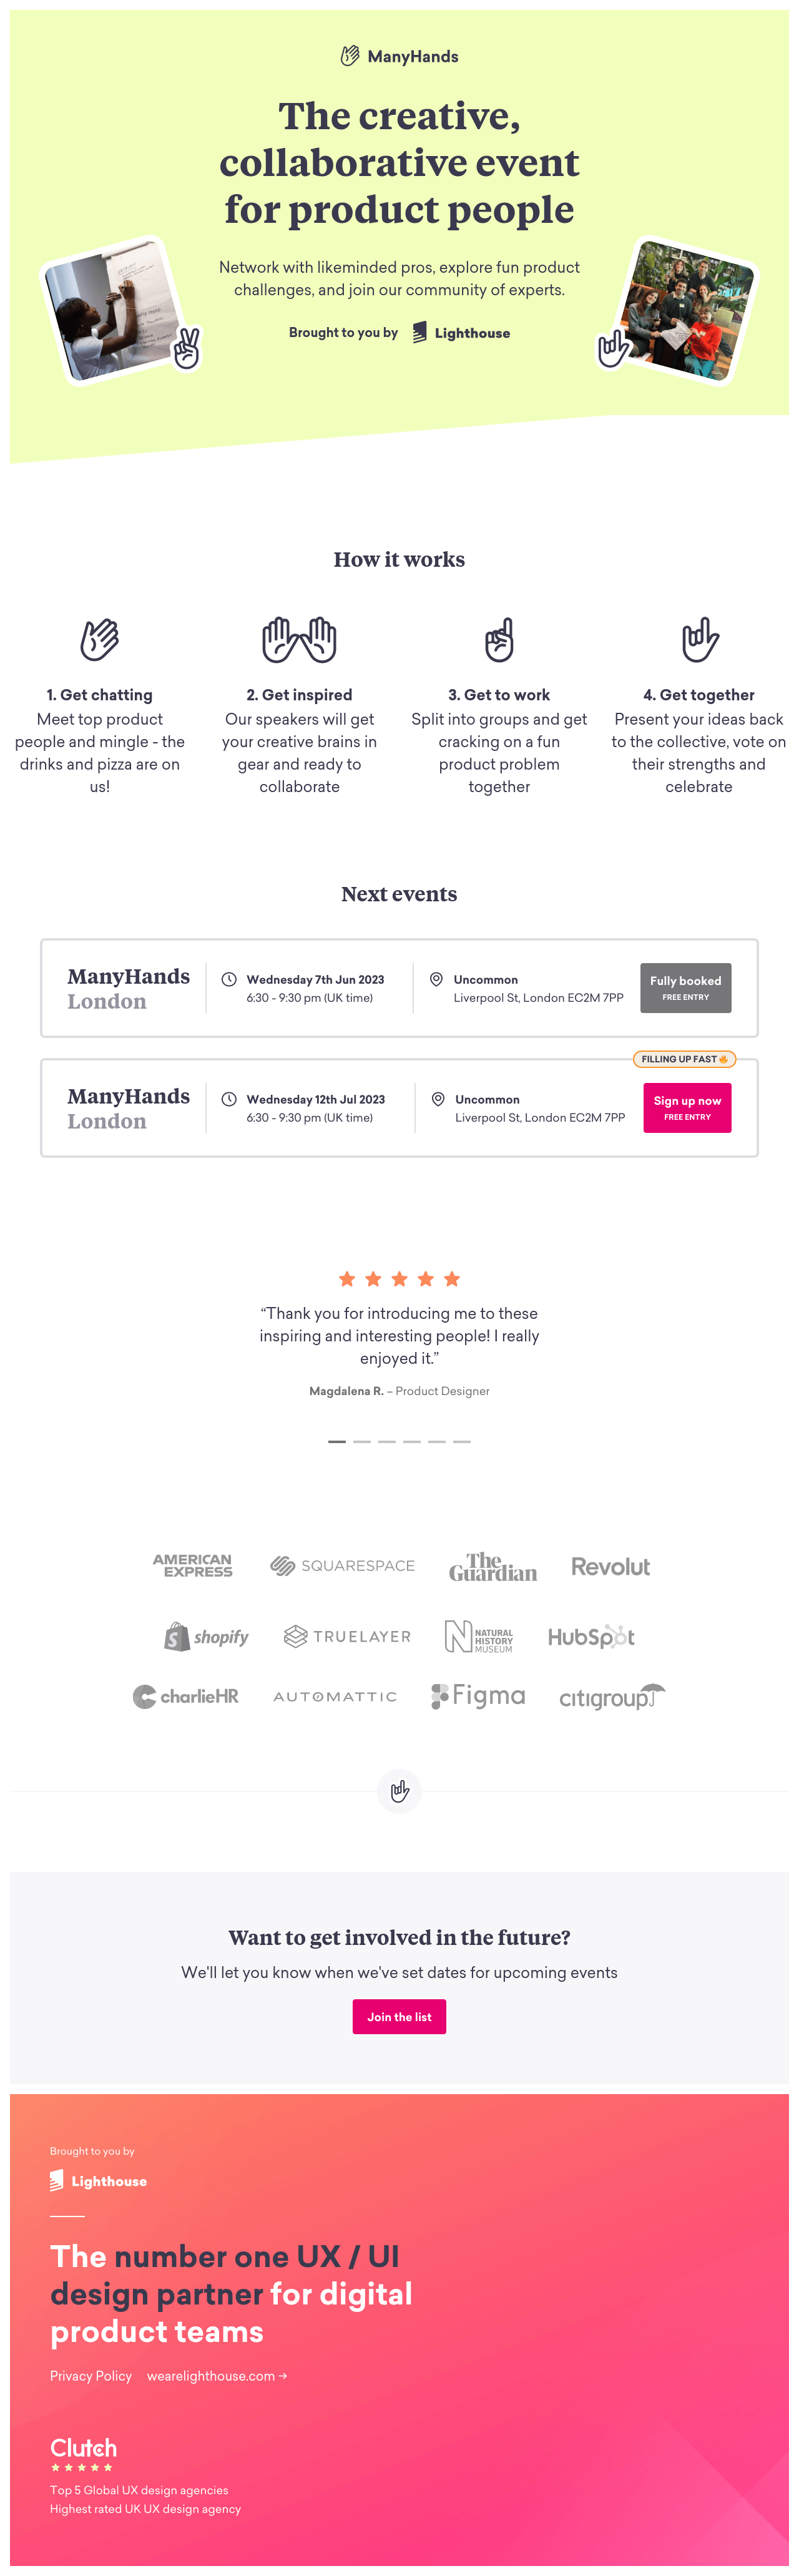 ManyHands
The creative,
collaborative event
for product people
Network with likeminded pros, explore fun product
challenges, and join our community of experts.
Brought to you by Lighthouse
How it works
1. Get chatting
Meet top product
people and mingle - the
drinks and pizza are on
us!
2. Get inspired
Our speakers will get
your creative brains in
gear and ready to
collaborate
3. Get to work
Split into groups and get
cracking on a fun
product problem
together
4. Get together
Present your ideas back
to the collective, vote on
their strengths and
celebrate
Next events
ManyHands
London
Wednesday 7th Jun 2023
6:30 - 9:30 pm (UK time)
Uncommon
Liverpool St, London EC2M 7PP
Fully booked
FREE ENTRY
FILLING UP FAST🔥
ManyHands
London
Wednesday 12th Jul 2023
6:30 - 9:30 pm (UK time)
Uncommon
Liverpool St, London EC2M 7PP
Sign up now
FREE ENTRY
“Thank you for introducing me to these
inspiring and interesting people! I really
enjoyed it.”
Magdalena R. – Product Designer
AMERICAN
EXPRESS
SQUARESPACE
The
Guardian
Revolut
shopify
TRUELAYER
N NATURAL
HISTORY
MUSEUM
HubSpot
charlieHR
AUTOMATTIC
Figma
citigroup
Want to get involved in the future?
We'll let you know when we've set dates for upcoming events
Join the list
Brought to you by
Lighthouse
The number one UX / UI
design partner for digital
product teams
Privacy Policy wearelighthouse.com →
Clutch
Top 5 Global UX design agencies
Highest rated UK UX design agency